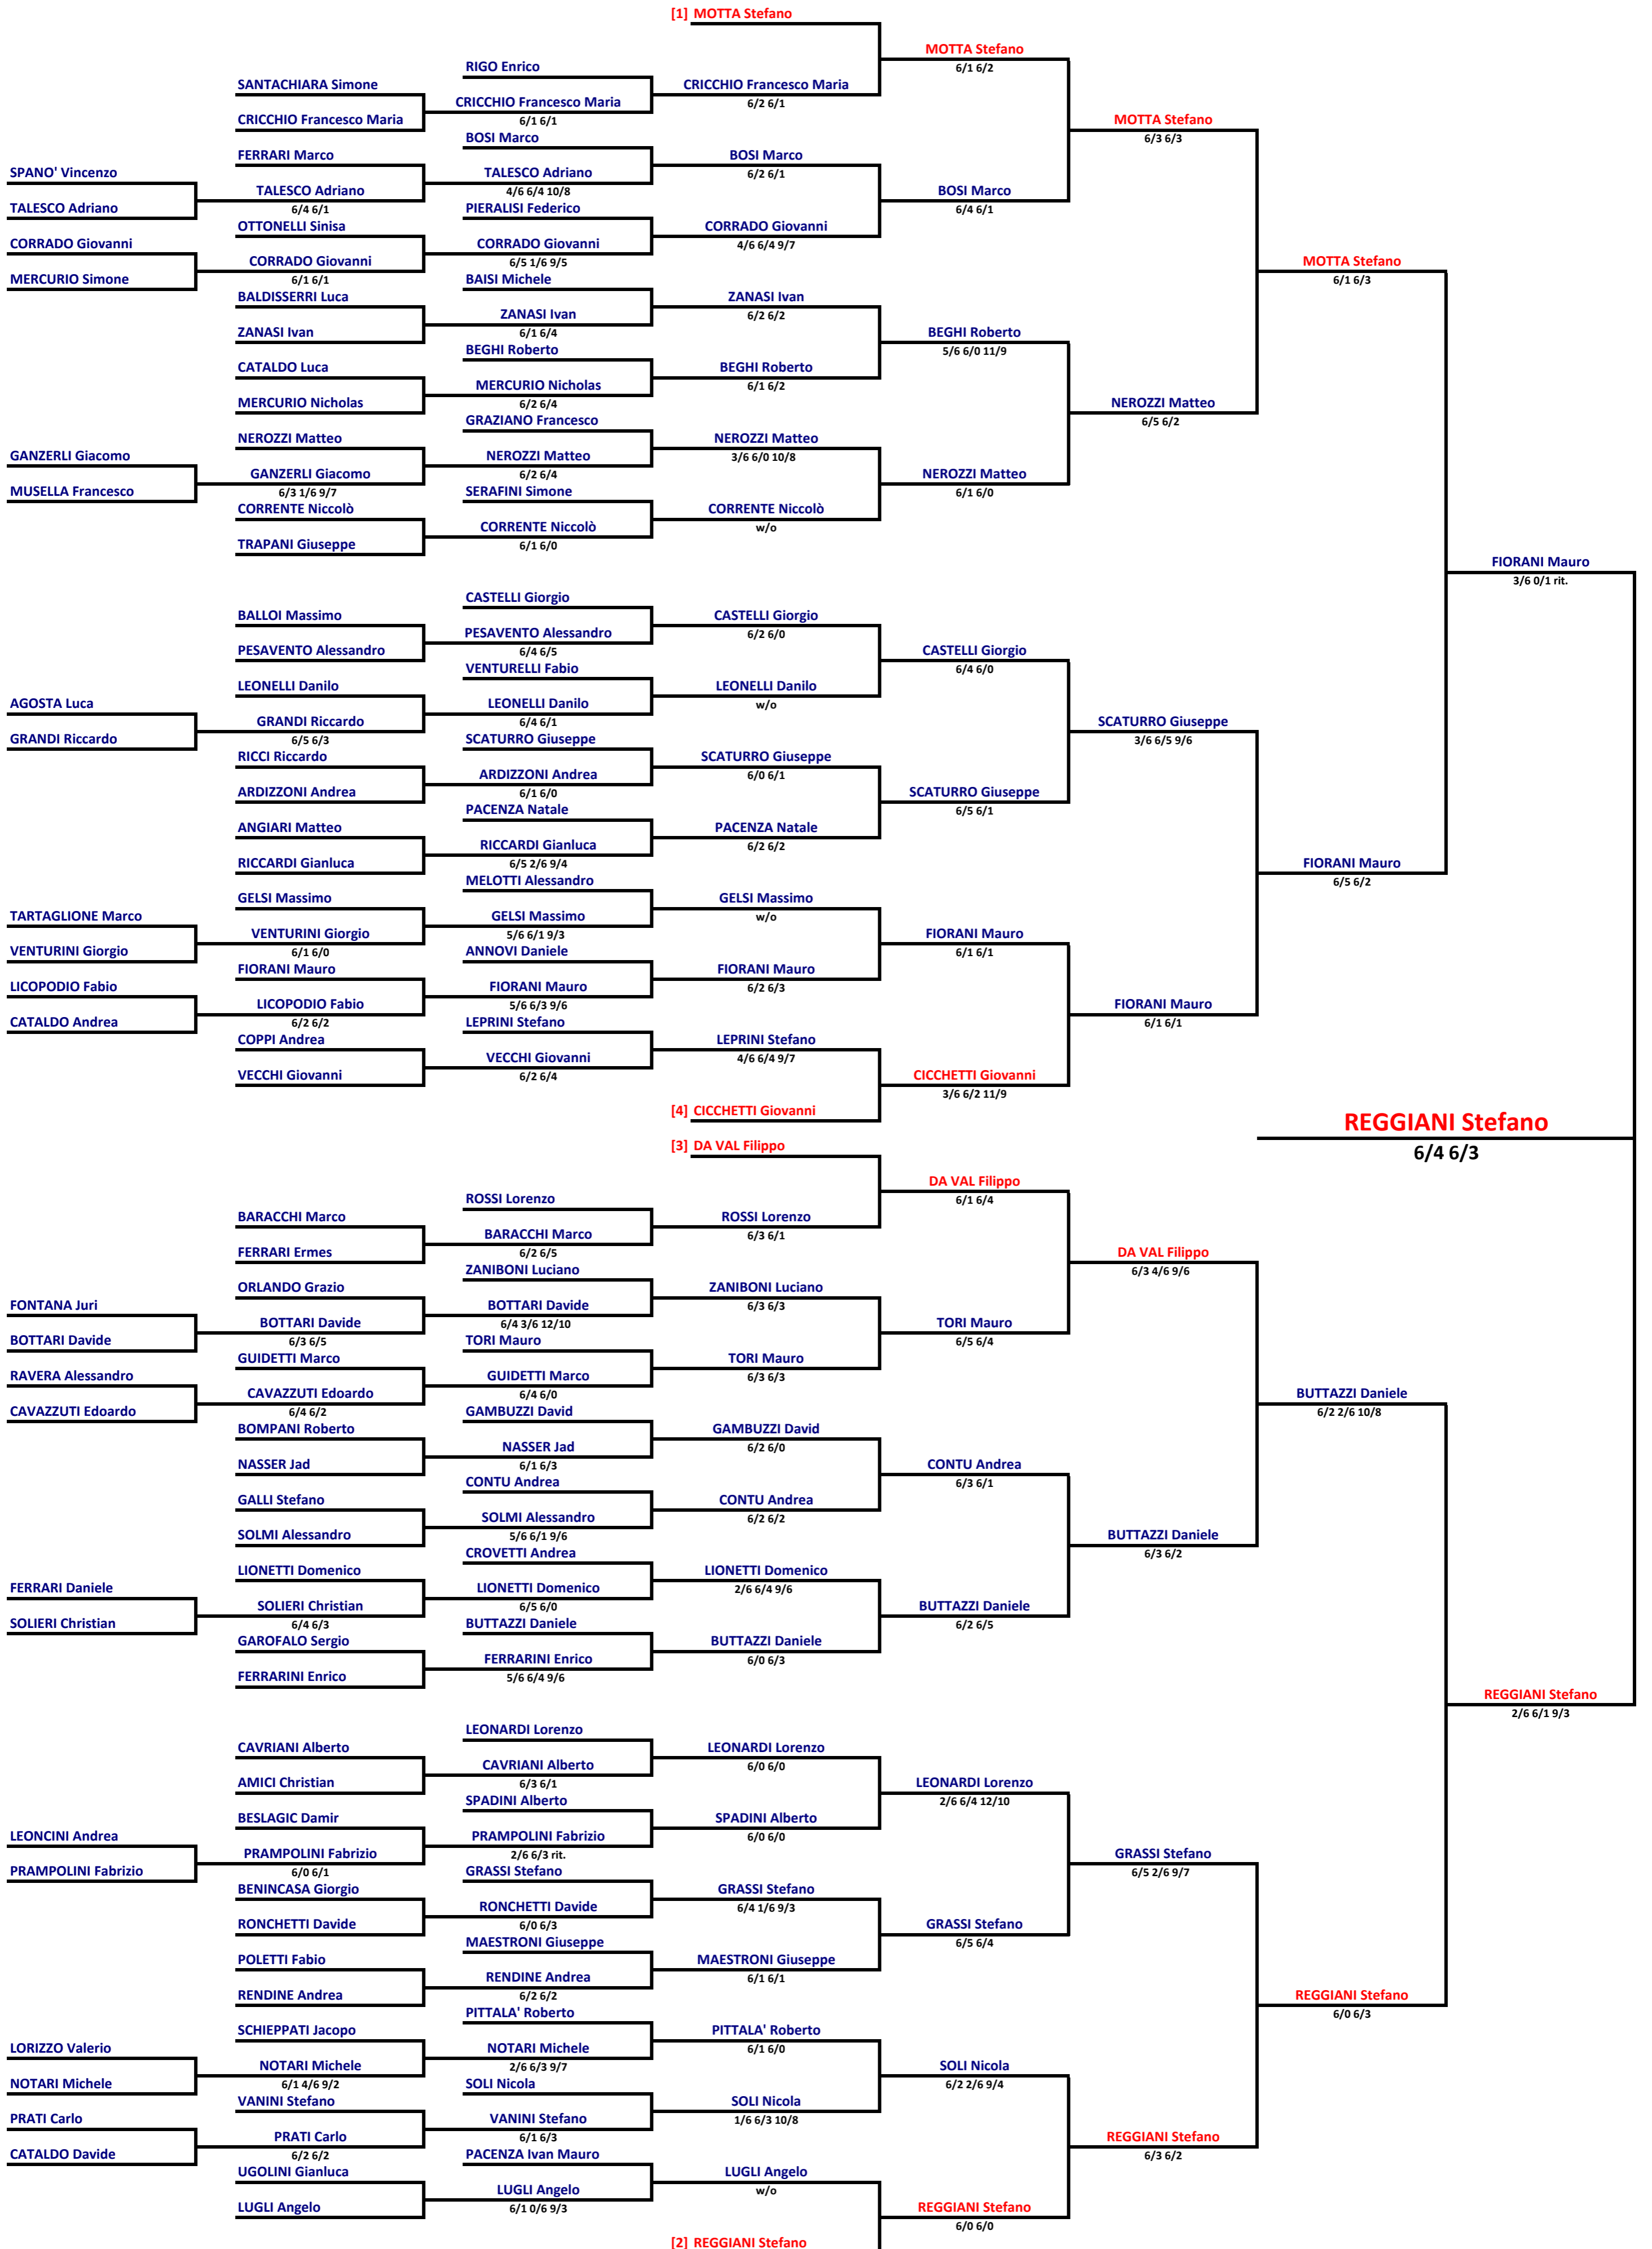 [1] MOTTA Stefano
MOTTA Stefano
6/1 6/2
RIGO Enrico
SANTACHIARA Simone
CRICCHIO Francesco Maria
6/2 6/1
CRICCHIO Francesco Maria
6/1 6/1
CRICCHIO Francesco Maria
MOTTA Stefano
6/3 6/3
BOSI Marco
FERRARI Marco
BOSI Marco
6/2 6/1
SPANO' Vincenzo
TALESCO Adriano
4/6 6/4 10/8
TALESCO Adriano
6/4 6/1
BOSI Marco
6/4 6/1
TALESCO Adriano
PIERALISI Federico
OTTONELLI Sinisa
CORRADO Giovanni
4/6 6/4 9/7
CORRADO Giovanni
CORRADO Giovanni
6/5 1/6 9/5
CORRADO Giovanni
6/1 6/1
MOTTA Stefano
6/1 6/3
MERCURIO Simone
BAISI Michele
BALDISSERRI Luca
ZANASI Ivan
6/2 6/2
ZANASI Ivan
6/1 6/4
ZANASI Ivan
BEGHI Roberto
5/6 6/0 11/9
BEGHI Roberto
CATALDO Luca
BEGHI Roberto
6/1 6/2
MERCURIO Nicholas
6/2 6/4
MERCURIO Nicholas
NEROZZI Matteo
6/5 6/2
GRAZIANO Francesco
NEROZZI Matteo
NEROZZI Matteo
3/6 6/0 10/8
GANZERLI Giacomo
NEROZZI Matteo
6/2 6/4
GANZERLI Giacomo
6/3 1/6 9/7
NEROZZI Matteo
6/1 6/0
MUSELLA Francesco
SERAFINI Simone
CORRENTE Niccolò
CORRENTE Niccolò
w/o
CORRENTE Niccolò
6/1 6/0
TRAPANI Giuseppe
FIORANI Mauro
3/6 0/1 rit.
CASTELLI Giorgio
BALLOI Massimo
CASTELLI Giorgio
6/2 6/0
PESAVENTO Alessandro
6/4 6/5
PESAVENTO Alessandro
CASTELLI Giorgio
6/4 6/0
VENTURELLI Fabio
LEONELLI Danilo
LEONELLI Danilo
w/o
AGOSTA Luca
LEONELLI Danilo
6/4 6/1
GRANDI Riccardo
6/5 6/3
SCATURRO Giuseppe
3/6 6/5 9/6
GRANDI Riccardo
SCATURRO Giuseppe
RICCI Riccardo
SCATURRO Giuseppe
6/0 6/1
ARDIZZONI Andrea
6/1 6/0
ARDIZZONI Andrea
SCATURRO Giuseppe
6/5 6/1
PACENZA Natale
ANGIARI Matteo
PACENZA Natale
6/2 6/2
RICCARDI Gianluca
6/5 2/6 9/4
RICCARDI Gianluca
FIORANI Mauro
6/5 6/2
MELOTTI Alessandro
GELSI Massimo
GELSI Massimo
w/o
TARTAGLIONE Marco
GELSI Massimo
5/6 6/1 9/3
VENTURINI Giorgio
6/1 6/0
FIORANI Mauro
6/1 6/1
VENTURINI Giorgio
ANNOVI Daniele
FIORANI Mauro
FIORANI Mauro
6/2 6/3
LICOPODIO Fabio
FIORANI Mauro
5/6 6/3 9/6
LICOPODIO Fabio
6/2 6/2
FIORANI Mauro
6/1 6/1
CATALDO Andrea
LEPRINI Stefano
COPPI Andrea
LEPRINI Stefano
4/6 6/4 9/7
VECCHI Giovanni
6/2 6/4
VECCHI Giovanni
CICCHETTI Giovanni
3/6 6/2 11/9
[4] CICCHETTI Giovanni
REGGIANI Stefano
6/4 6/3
[3] DA VAL Filippo
DA VAL Filippo
6/1 6/4
ROSSI Lorenzo
BARACCHI Marco
ROSSI Lorenzo
6/3 6/1
BARACCHI Marco
6/2 6/5
FERRARI Ermes
DA VAL Filippo
6/3 4/6 9/6
ZANIBONI Luciano
ORLANDO Grazio
ZANIBONI Luciano
6/3 6/3
FONTANA Juri
BOTTARI Davide
6/4 3/6 12/10
BOTTARI Davide
6/3 6/5
TORI Mauro
6/5 6/4
BOTTARI Davide
TORI Mauro
GUIDETTI Marco
TORI Mauro
6/3 6/3
RAVERA Alessandro
GUIDETTI Marco
6/4 6/0
CAVAZZUTI Edoardo
6/4 6/2
BUTTAZZI Daniele
6/2 2/6 10/8
CAVAZZUTI Edoardo
GAMBUZZI David
BOMPANI Roberto
GAMBUZZI David
6/2 6/0
NASSER Jad
6/1 6/3
NASSER Jad
CONTU Andrea
6/3 6/1
CONTU Andrea
GALLI Stefano
CONTU Andrea
6/2 6/2
SOLMI Alessandro
5/6 6/1 9/6
SOLMI Alessandro
BUTTAZZI Daniele
6/3 6/2
CROVETTI Andrea
LIONETTI Domenico
LIONETTI Domenico
2/6 6/4 9/6
FERRARI Daniele
LIONETTI Domenico
6/5 6/0
SOLIERI Christian
6/4 6/3
BUTTAZZI Daniele
6/2 6/5
SOLIERI Christian
BUTTAZZI Daniele
GAROFALO Sergio
BUTTAZZI Daniele
6/0 6/3
FERRARINI Enrico
5/6 6/4 9/6
FERRARINI Enrico
REGGIANI Stefano
2/6 6/1 9/3
LEONARDI Lorenzo
CAVRIANI Alberto
LEONARDI Lorenzo
6/0 6/0
CAVRIANI Alberto
6/3 6/1
AMICI Christian
LEONARDI Lorenzo
2/6 6/4 12/10
SPADINI Alberto
BESLAGIC Damir
SPADINI Alberto
6/0 6/0
LEONCINI Andrea
PRAMPOLINI Fabrizio
2/6 6/3 rit.
PRAMPOLINI Fabrizio
6/0 6/1
GRASSI Stefano
6/5 2/6 9/7
PRAMPOLINI Fabrizio
GRASSI Stefano
BENINCASA Giorgio
GRASSI Stefano
6/4 1/6 9/3
RONCHETTI Davide
6/0 6/3
RONCHETTI Davide
GRASSI Stefano
6/5 6/4
MAESTRONI Giuseppe
POLETTI Fabio
MAESTRONI Giuseppe
6/1 6/1
RENDINE Andrea
6/2 6/2
RENDINE Andrea
REGGIANI Stefano
6/0 6/3
PITTALA' Roberto
SCHIEPPATI Jacopo
PITTALA' Roberto
6/1 6/0
LORIZZO Valerio
NOTARI Michele
2/6 6/3 9/7
NOTARI Michele
6/1 4/6 9/2
SOLI Nicola
6/2 2/6 9/4
NOTARI Michele
SOLI Nicola
VANINI Stefano
SOLI Nicola
1/6 6/3 10/8
PRATI Carlo
VANINI Stefano
6/1 6/3
PRATI Carlo
6/2 6/2
REGGIANI Stefano
6/3 6/2
CATALDO Davide
PACENZA Ivan Mauro
UGOLINI Gianluca
LUGLI Angelo
w/o
LUGLI Angelo
6/1 0/6 9/3
LUGLI Angelo
REGGIANI Stefano
6/0 6/0
[2] REGGIANI Stefano